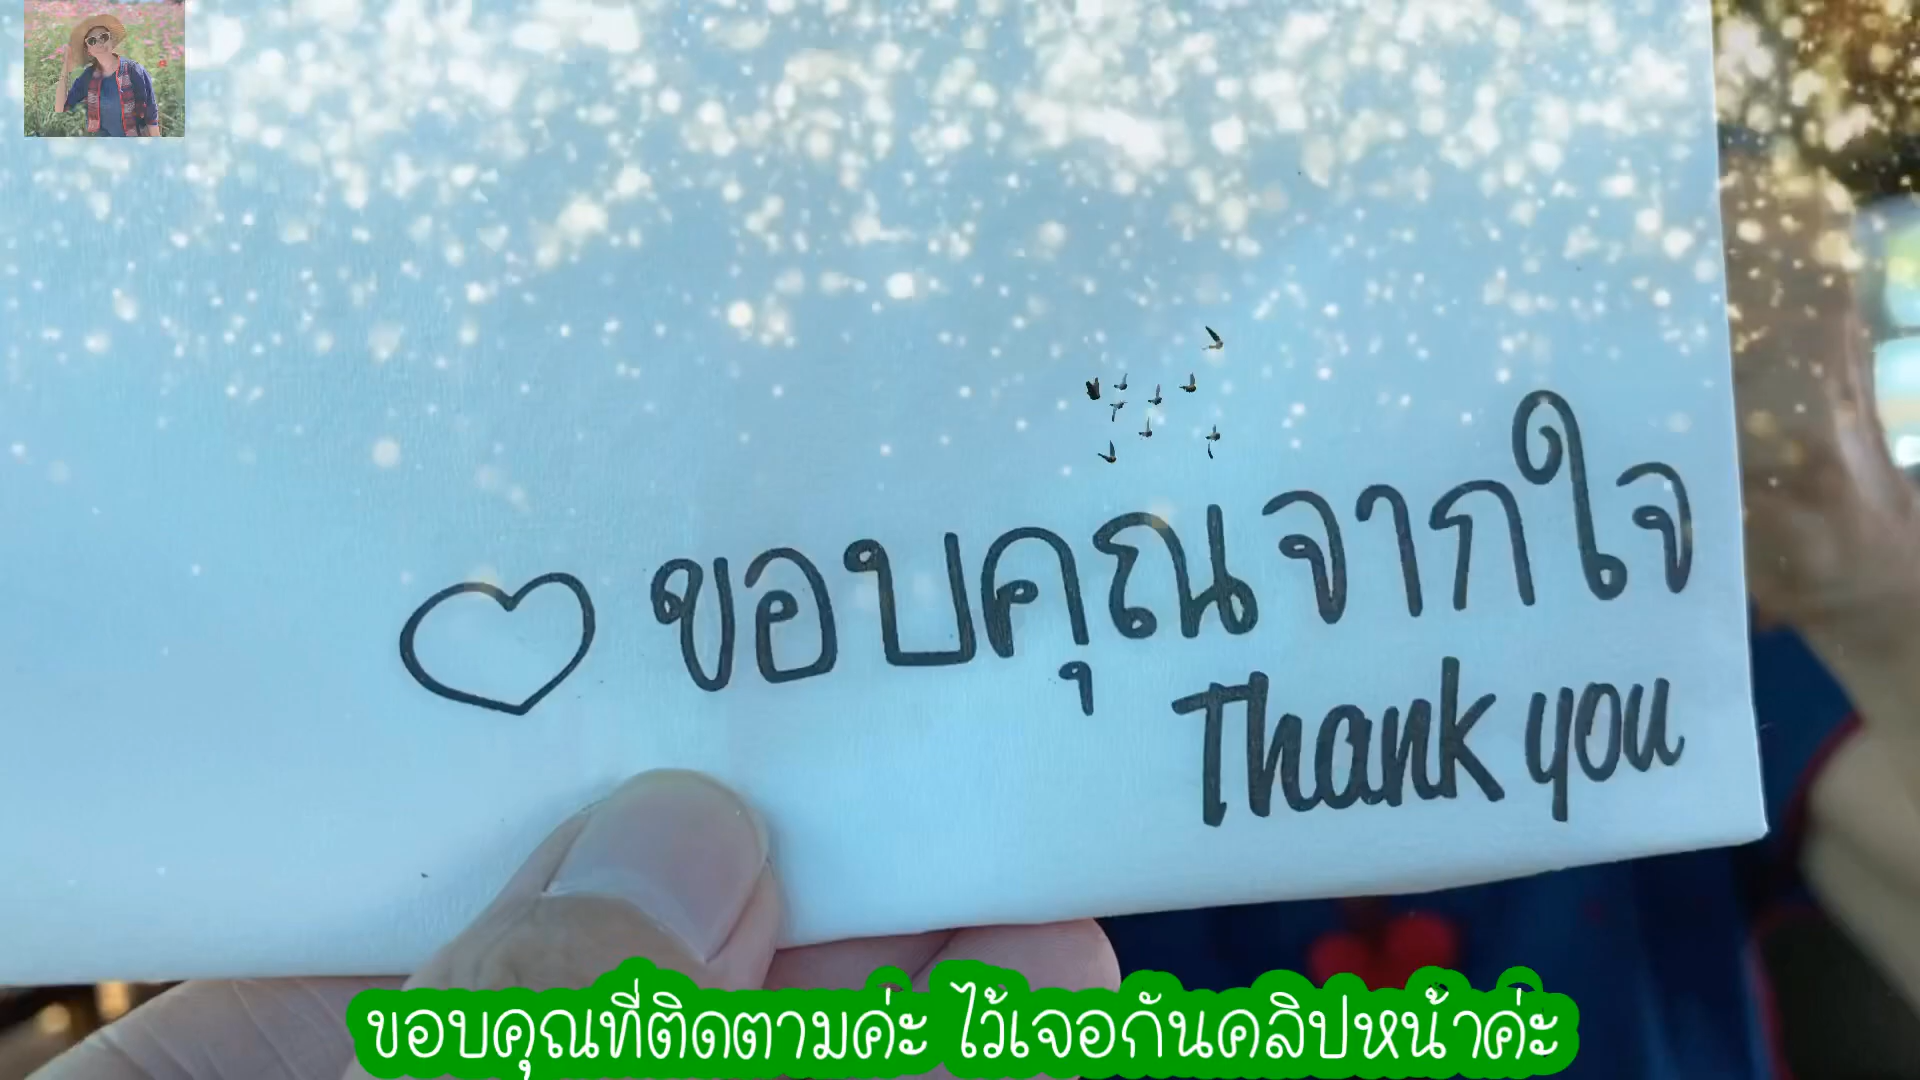 ขอบคุณจากใจ
Thank you
ขอบคุณที่ติดตามค่ะ ไว้เจอกันคลิปหน้าค่ะ